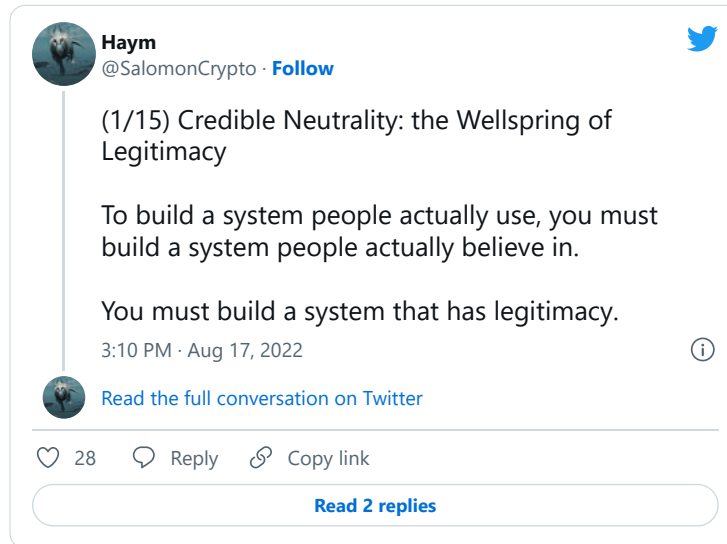 Haym
@SalomonCrypto · Follow
(1/15) Credible Neutrality: the Wellspring of
Legitimacy
To build a system people actually use, you must
build a system people actually believe in.
You must build a system that has legitimacy.
3:10 PM · Aug 17, 2022
Read the full conversation on Twitter
28 Reply Copy link
Read 2 replies